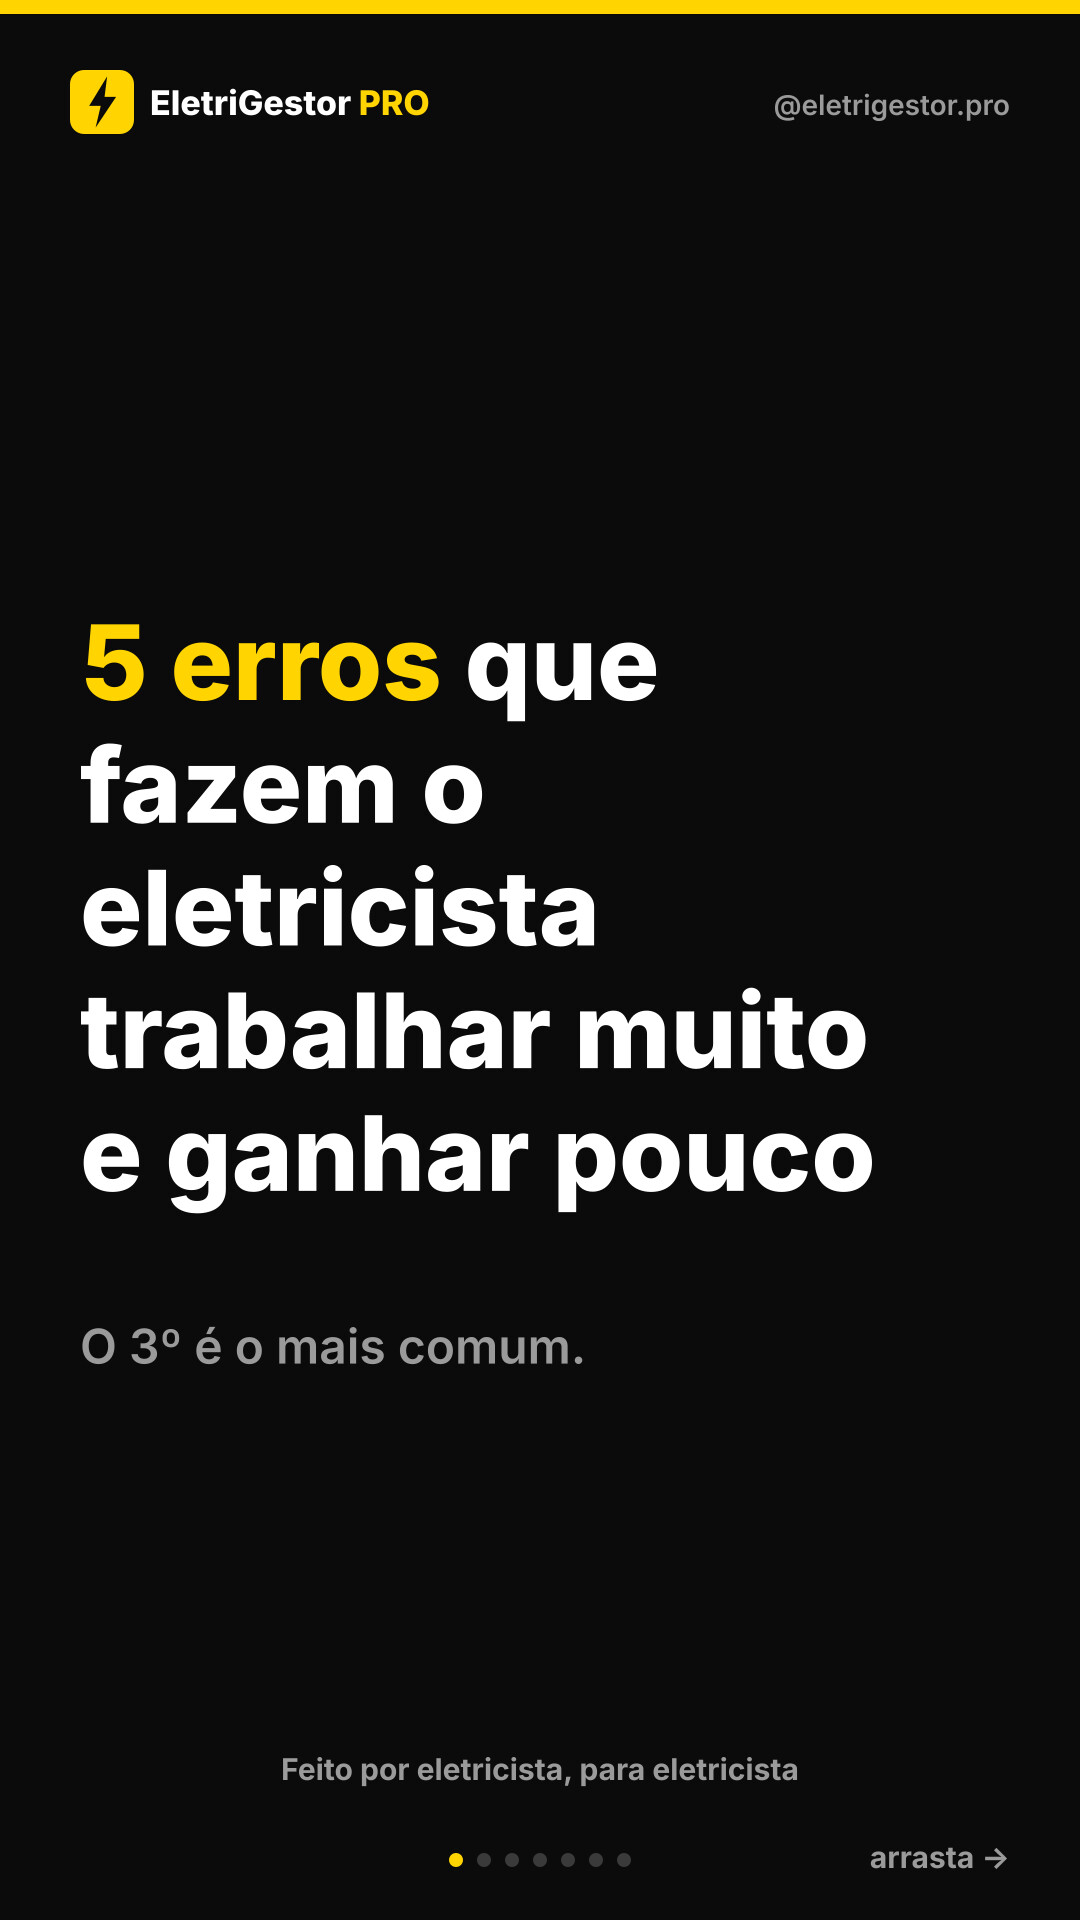 EletriGestor PRO
@eletrigestor.pro
5 erros que
fazem o
eletricista
trabalhar muito
e ganhar pouco
O 3º é o mais comum.
Feito por eletricista, para eletricista
arrasta →